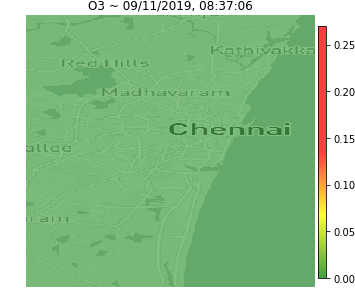 O3 ~ 09/11/2019, 08:37:06
Kathivakka
Red Hills
Madhavaram
Chennai
allee
ram
0.25
0.20
0.15
0.10
0.05
0.00